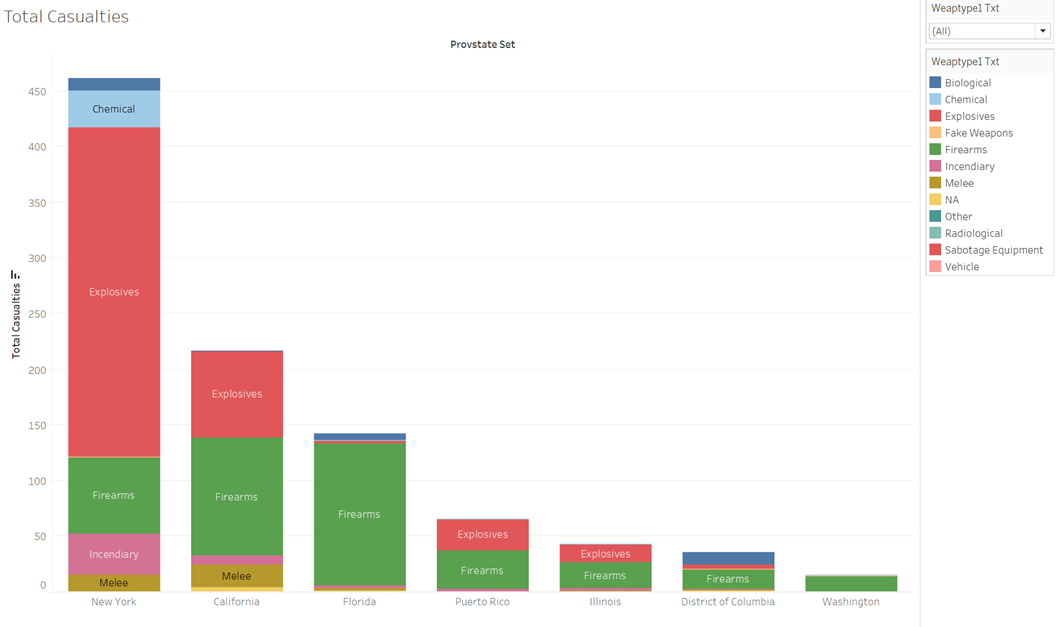 Total Casualties
Provstate Set
Total Casualties
450
400
350
300
250
200
150
100
50
0
Chemical
Explosives
Firearms
Incendiary
Melee
Explosives
Firearms
Melee
Firearms
Explosives
Firearms
Explosives
Firearms
Firearms
New York
California
Florida
Puerto Rico
Illinois
District of Columbia
Washington
Weaptype1 Txt
(All)
Weaptype1 Txt
Biological
Chemical
Explosives
Fake Weapons
Firearms
Incendiary
Melee
NA
Other
Radiological
Sabotage Equipment
Vehicle